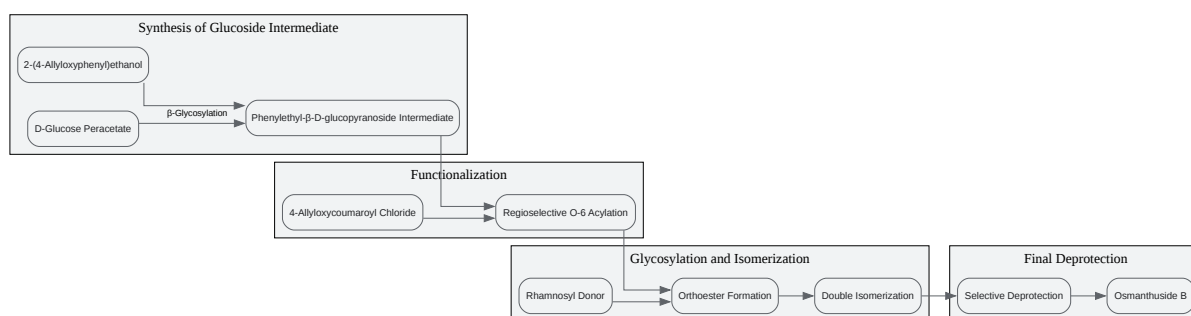 Synthesis of Glucoside Intermediate
2-(4-Allyloxyphenyl)ethanol
β-Glycosylation
D-Glucose Peracetate
Phenylethyl-β-D-glucopyranoside Intermediate
Functionalization
4-Allyloxycoumaroyl Chloride
Regioselective O-6 Acylation
Glycosylation and Isomerization
Rhamnosyl Donor
Orthoester Formation
Double Isomerization
Final Deprotection
Selective Deprotection
Osmanthuside B